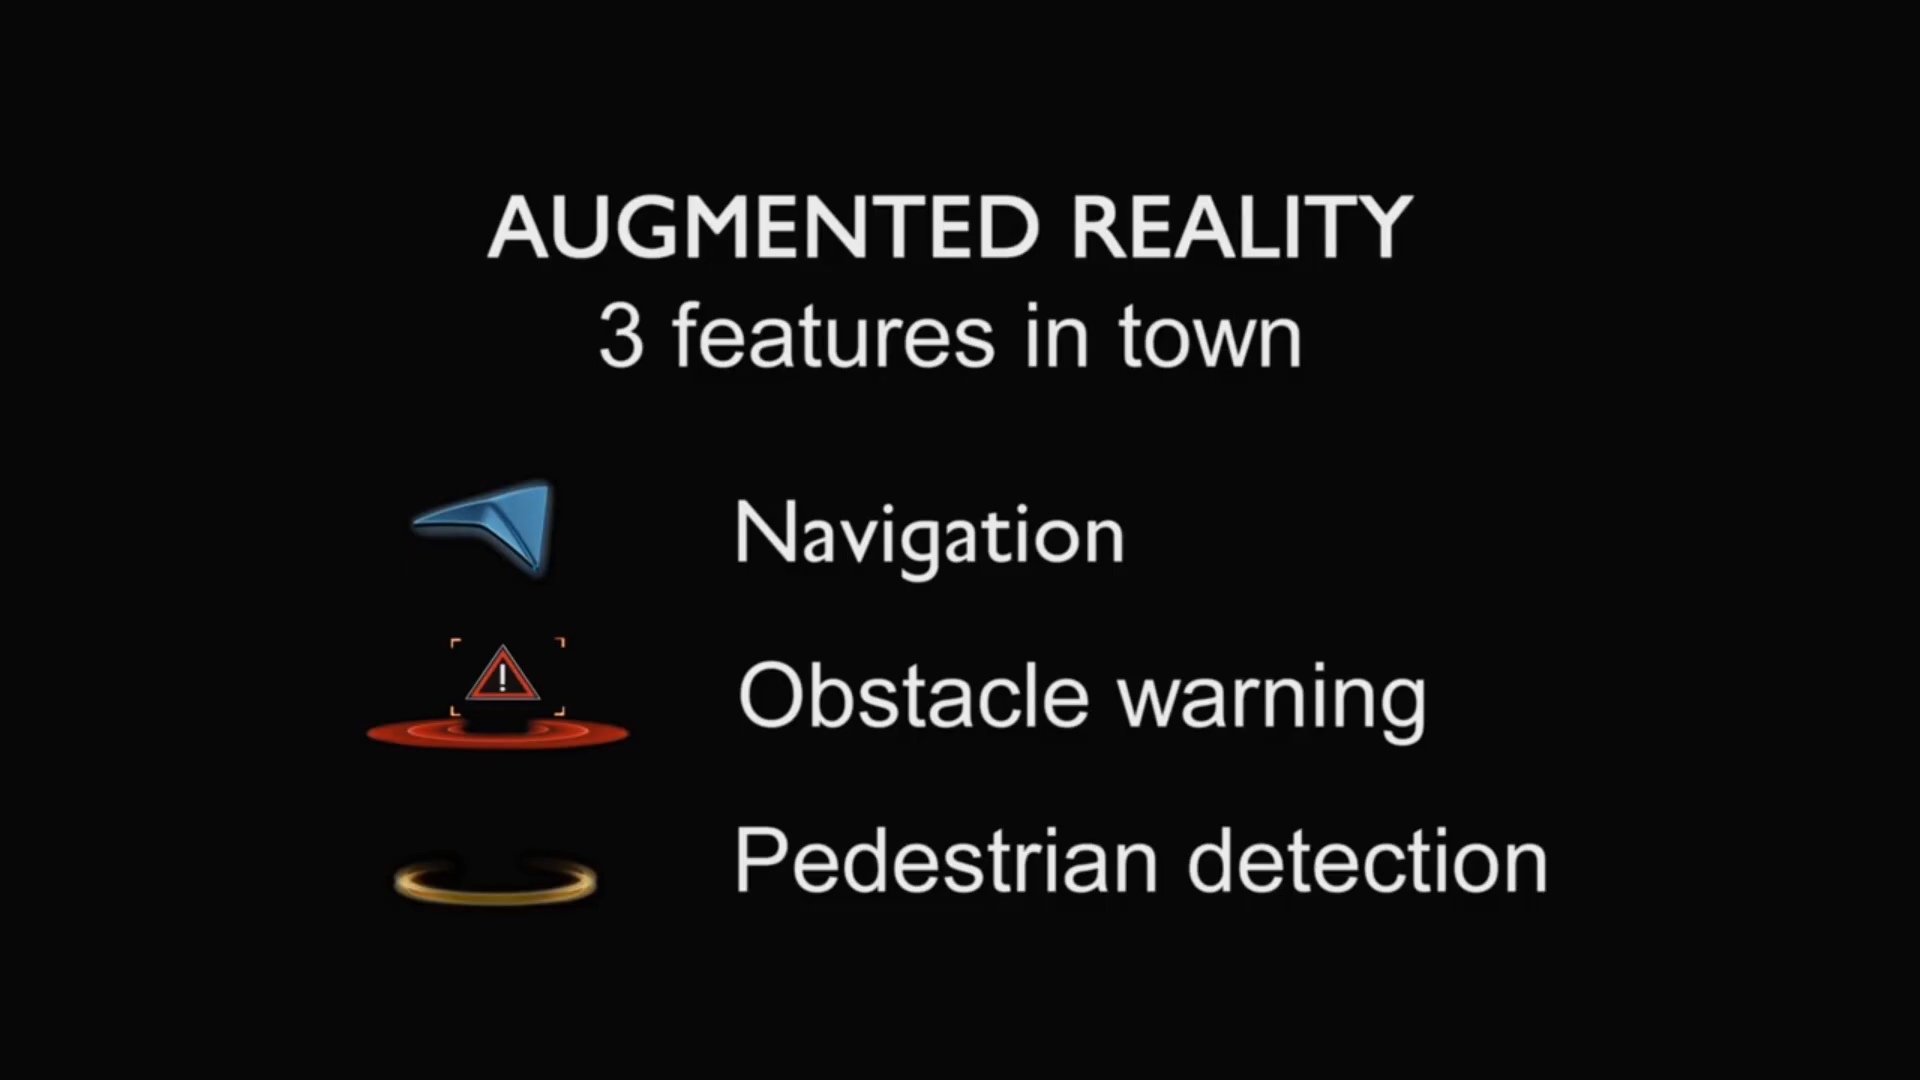 AUGMENTED REALITY
3 features in town
Navigation
Obstacle warning
Pedestrian detection